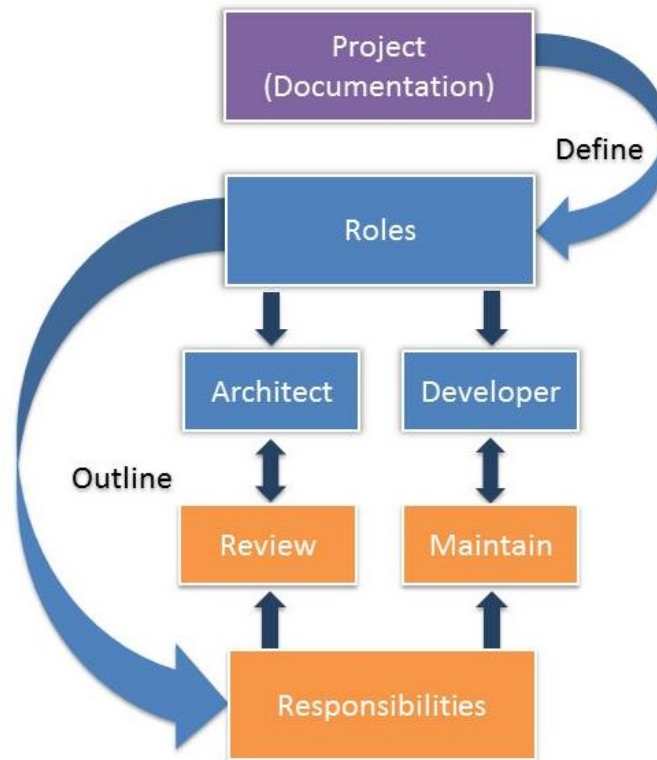 Project
(Documentation)
Define
Roles
Architect
Developer
Outline
Review
Maintain
Responsibilities